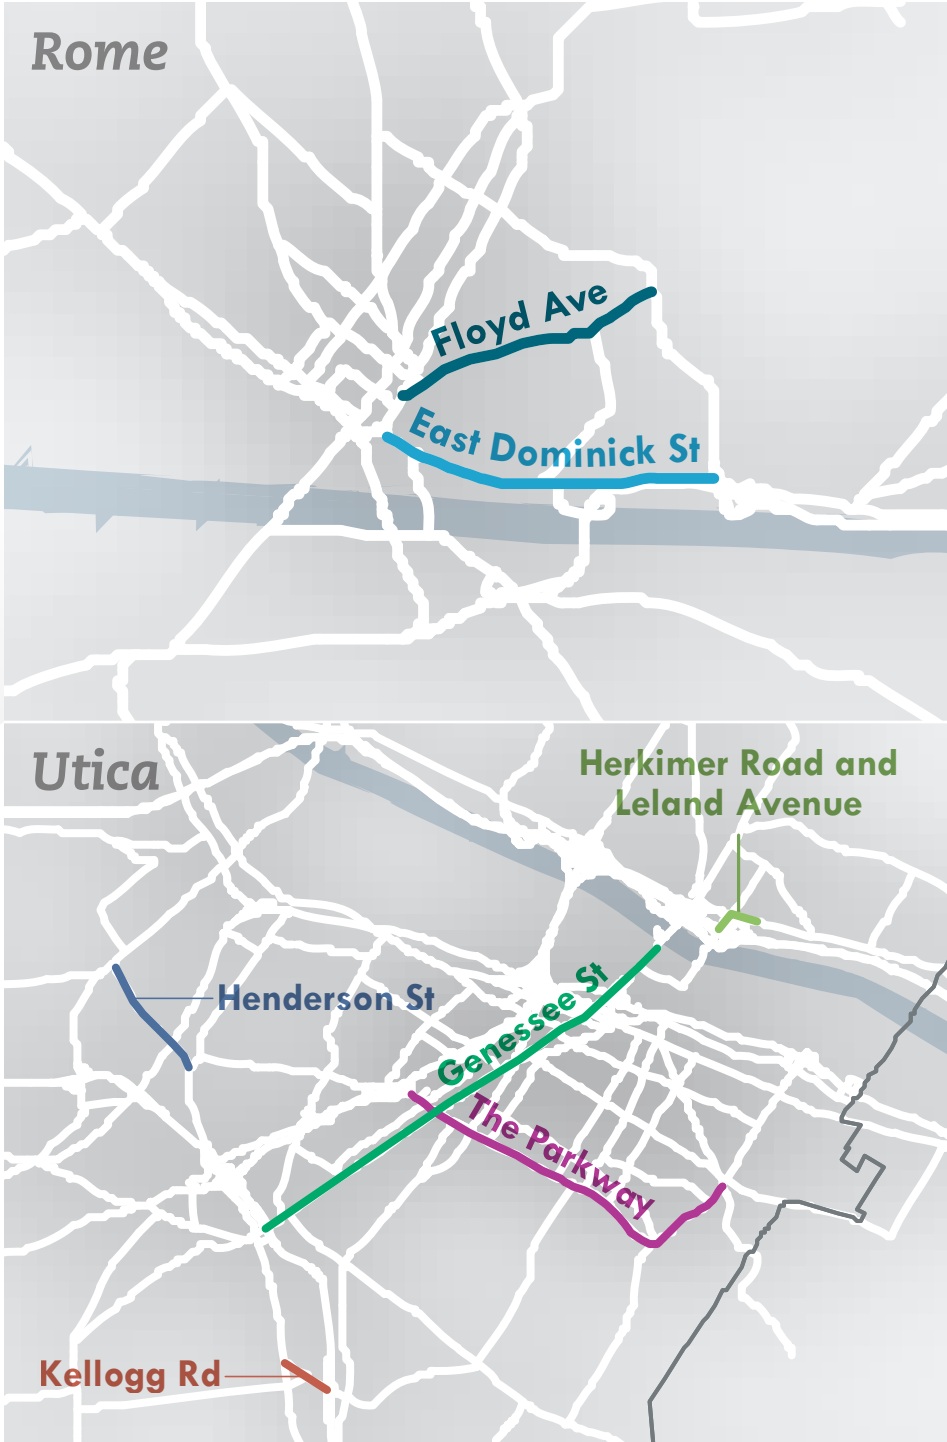 Rome
Floyd Ave
East Dominick St
Utica
Herkimer Road and
Leland Avenue
Henderson St
Genessee St
The Parkway
Kellogg Rd